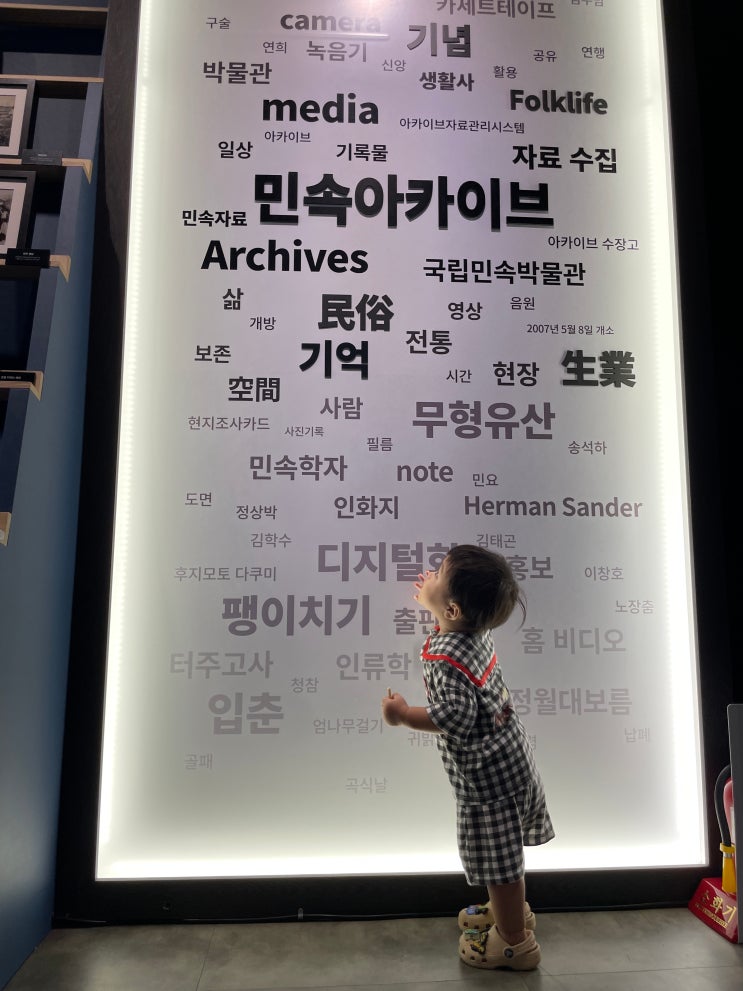 카세트테이프
구술
camera
기념
연희
녹음기
공유
연행
신앙
박물관
생활사
활용
Folklife
media
아카이브자료관리시스템
아카이브
일상
기록물
자료 수집
민속아카이브
민속자료
아카이브 수장고
Archives
국립민속박물관
삶
民俗
영상
음원
개방
2007년 5월 8일 개소
전통
보존
기억
生業
시간
현장
空間
사람
무형유산
현지조사카드
사진기록
필름
송석하
민속학자
note
민요
도면
정상박
인화지
Herman Sander
김학수
김태곤
디지털화
홍보
후지모토 다쿠미
이창호
팽이치기
노장춤
홈 비디오
터주고사
인류학
청참
정월대보름
입춘
엄나무걸기
납폐
골패
곡식날